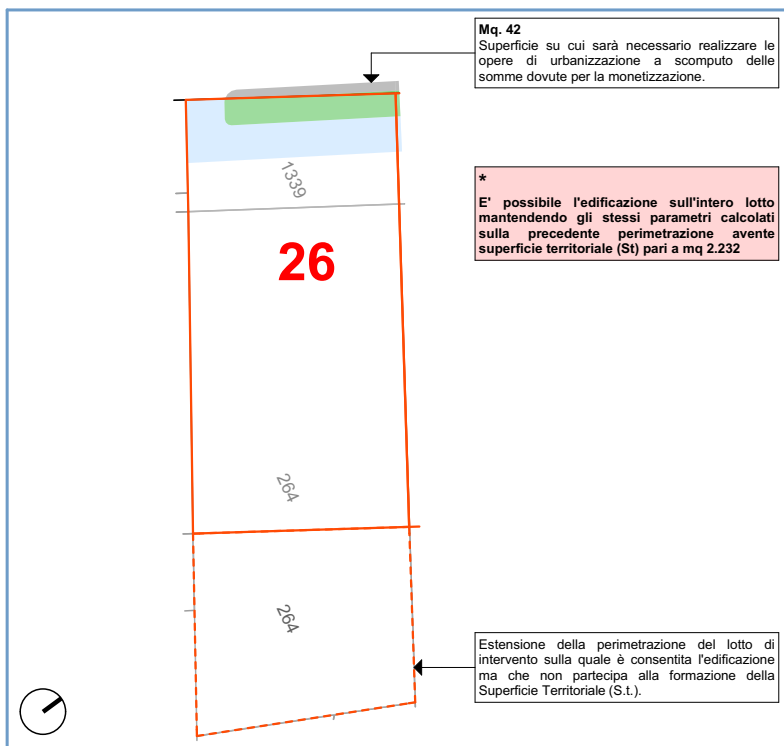 Mq. 42
Superficie su cui sarà necessario realizzare le
opere di urbanizzazione a scomputo delle
somme dovute per la monetizzazione.
1339
*
E' possibile l'edificazione sull'intero lotto
mantendendo gli stessi parametri calcolati
sulla precedente perimetrazione avente
superficie territoriale (St) pari a mq 2.232
26
264
264
Estensione della perimetrazione del lotto di
intervento sulla quale è consentita l'edificazione
ma che non partecipa alla formazione della
Superficie Territoriale (S.t.).